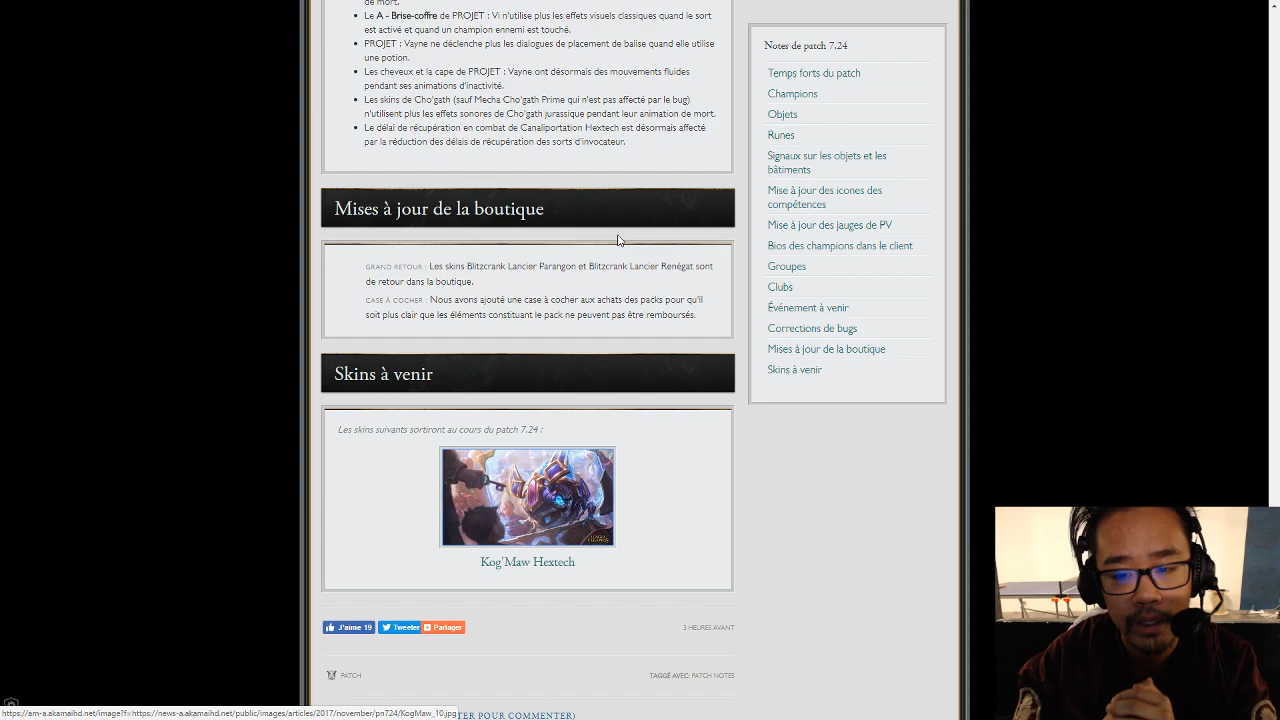 de mort.
Le A - Brise-coffre de PROJET : Vi n'utilise plus les effets visuels classiques quand le sort
est activé et quand un champion ennemi est touché.
PROJET : Vayne ne déclenche plus les dialogues de placement de balise quand elle utilise
une potion.
Les cheveux et la cape de PROJET : Vayne ont désormais des mouvements fluides
pendant ses animations d'inactivité.
Les skins de Cho'gath (sauf Mecha Cho'gath Prime qui n'est pas affecté par le bug)
n'utilisent plus les effets sonores de Cho'gath jurassique pendant leur animation de mort.
Le délai de récupération en combat de Canaliportation Hextech est désormais affecté
par la réduction des délais de récupération des sorts d'invocateur.
Mises à jour de la boutique
GRAND RETOUR : Les skins Blitzcrank Lancier Parangon et Blitzcrank Lancier Renégat sont
de retour dans la boutique.
CASE À COCHER : Nous avons ajouté une case à cocher aux achats des packs pour qu'il
soit plus clair que les éléments constituant le pack ne peuvent pas être remboursés.
Skins à venir
Les skins suivants sortiront au cours du patch 7.24 :
LEAGUE OF LEGENDS
Kog'Maw Hextech
J'aime 19
Tweeter
Partager
3 HEURES AVANT
PATCH
TAGGÉ AVEC: PATCH NOTES
TER POUR COMMENTER)
https://am-a.akamaihd.net/image?f=https://news-a.akamaihd.net/public/images/articles/2017/november/pn724/KogMaw_10.jpg
Notes de patch 7.24
Temps forts du patch
Champions
Objets
Runes
Signaux sur les objets et les
bâtiments
Mise à jour des icones des
compétences
Mise à jour des jauges de PV
Bios des champions dans le client
Groupes
Clubs
Événement à venir
Corrections de bugs
Mises à jour de la boutique
Skins à venir